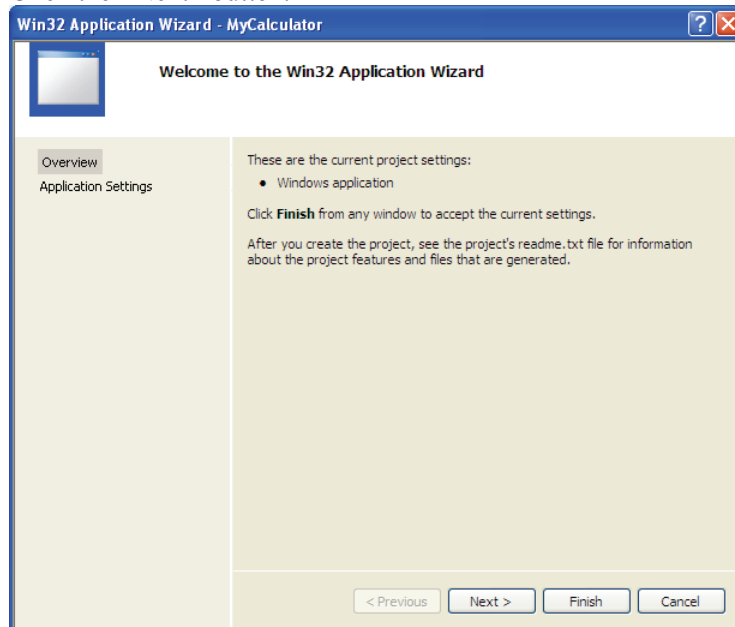 Win32 Application Wizard - MyCalculator
Welcome to the Win32 Application Wizard
Overview
Application Settings
These are the current project settings:
• Windows application
Click Finish from any window to accept the current settings.
After you create the project, see the project's readme.txt file for information
about the project features and files that are generated.
< Previous
Next >
Finish
Cancel